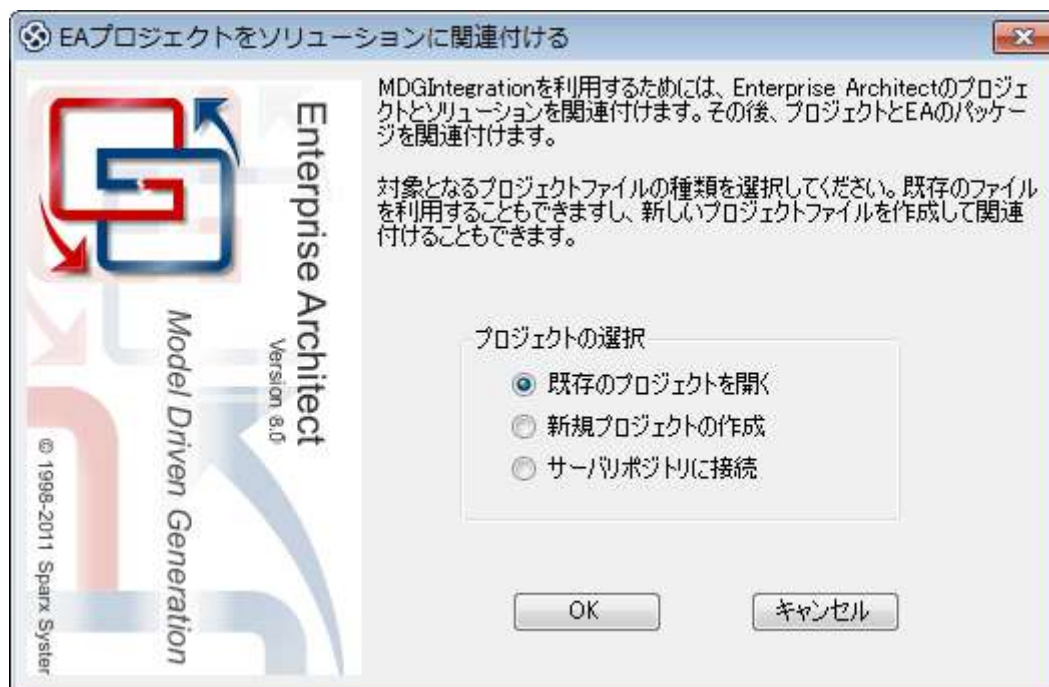 EAプロジェクトをソリューションに関連付ける
Enterprise Architect
Version 8.0
Model Driven Generation
© 1998-2011 Sparx Syster
MDGIntegrationを利用するためには、Enterprise Architectのプロジェ
クトとソリューションを関連付けます。その後、プロジェクトとEAのパッケー
ジを関連付けます。
対象となるプロジェクトファイルの種類を選択してください。既存のファイル
を利用することもできますし、新しいプロジェクトファイルを作成して関連
付けることもできます。
プロジェクトの選択
既存のプロジェクトを開く
新規プロジェクトの作成
サーバリポジトリに接続
OK
キャンセル